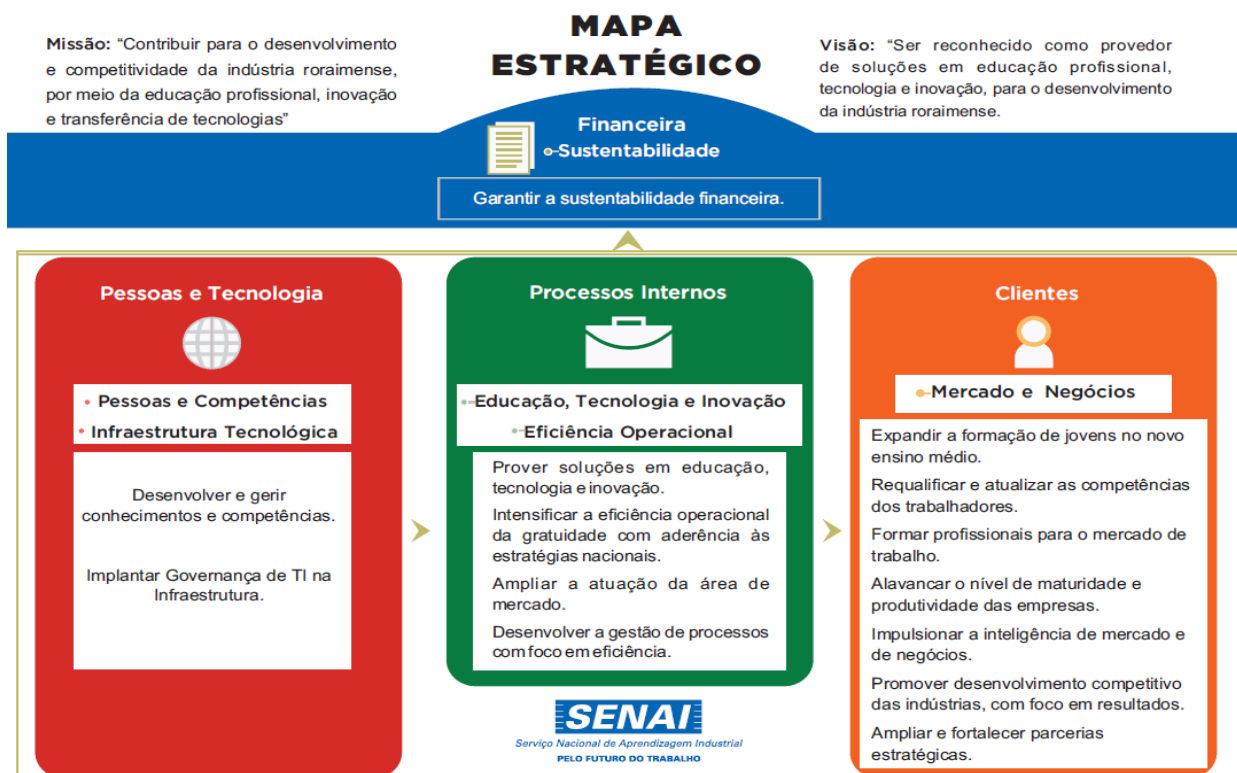 MAPA
ESTRATÉGICO
Missão: “Contribuir para o desenvolvimento
e competitividade da indústria roraimense,
por meio da educação profissional, inovação
e transferência de tecnologias”
Visão: “Ser reconhecido como provedor
de soluções em educação profissional,
tecnologia e inovação, para o desenvolvimento
da indústria roraimense.
Financeira
Sustentabilidade
Garantir a sustentabilidade financeira.
Pessoas e Tecnologia
• Pessoas e Competências
• Infraestrutura Tecnológica
Desenvolver e gerir
conhecimentos e competências.
Implantar Governança de TI na
Infraestrutura.
Processos Internos
Educação, Tecnologia e Inovação
Eficiência Operacional
Prover soluções em educação,
tecnologia e inovação.
Intensificar a eficiência operacional
da gratuidade com aderência às
estratégias nacionais.
Ampliar a atuação da área de
mercado.
Desenvolver a gestão de processos
com foco em eficiência.
Clientes
Mercado e Negócios
Expandir a formação de jovens no novo
ensino médio.
Requalificar e atualizar as competências
dos trabalhadores.
Formar profissionais para o mercado de
trabalho.
Alavancar o nível de maturidade e
produtividade das empresas.
Impulsionar a inteligência de mercado e
de negócios.
Promover desenvolvimento competitivo
das indústrias, com foco em resultados.
Ampliar e fortalecer parcerias
estratégicas.
SENAI
Serviço Nacional de Aprendizagem Industrial
PELO FUTURO DO TRABALHO